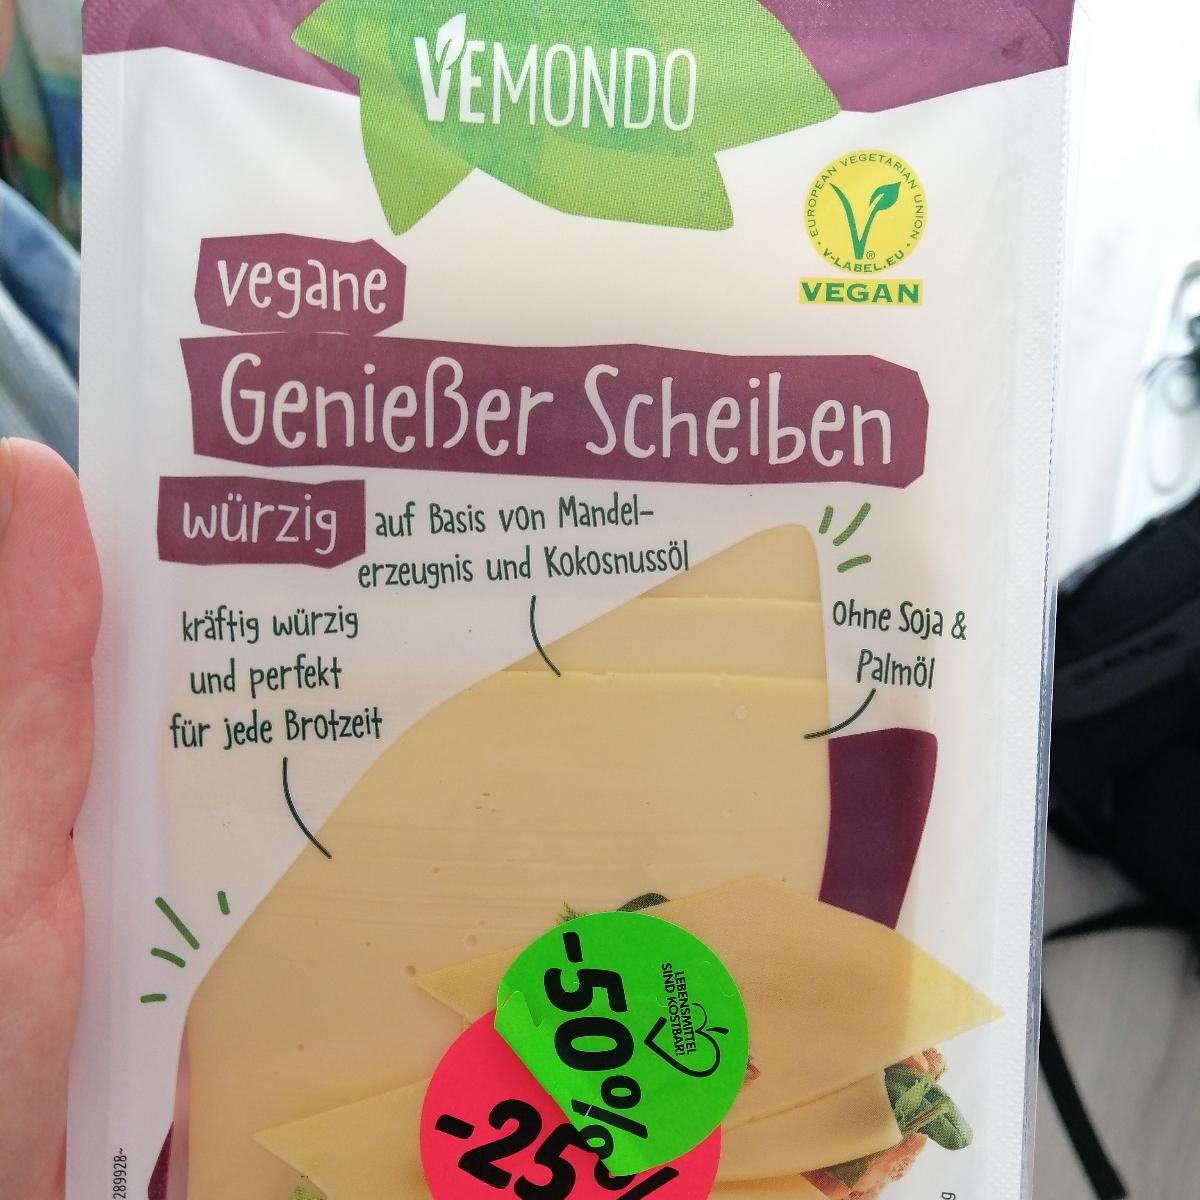 VEMONDO
EUROPEAN VEGETARIAN UNION
V-LABEL.EU
®
VEGAN
vegane
Genießer Scheiben
würzig
auf Basis von Mandel-
erzeugnis und Kokosnussöl
kräftig würzig
und perfekt
für jede Brotzeit
ohne Soja &
Palmöl
-50%
LEBENSMITTEL
SIND KOSTBAR!
-25%
289928~
g